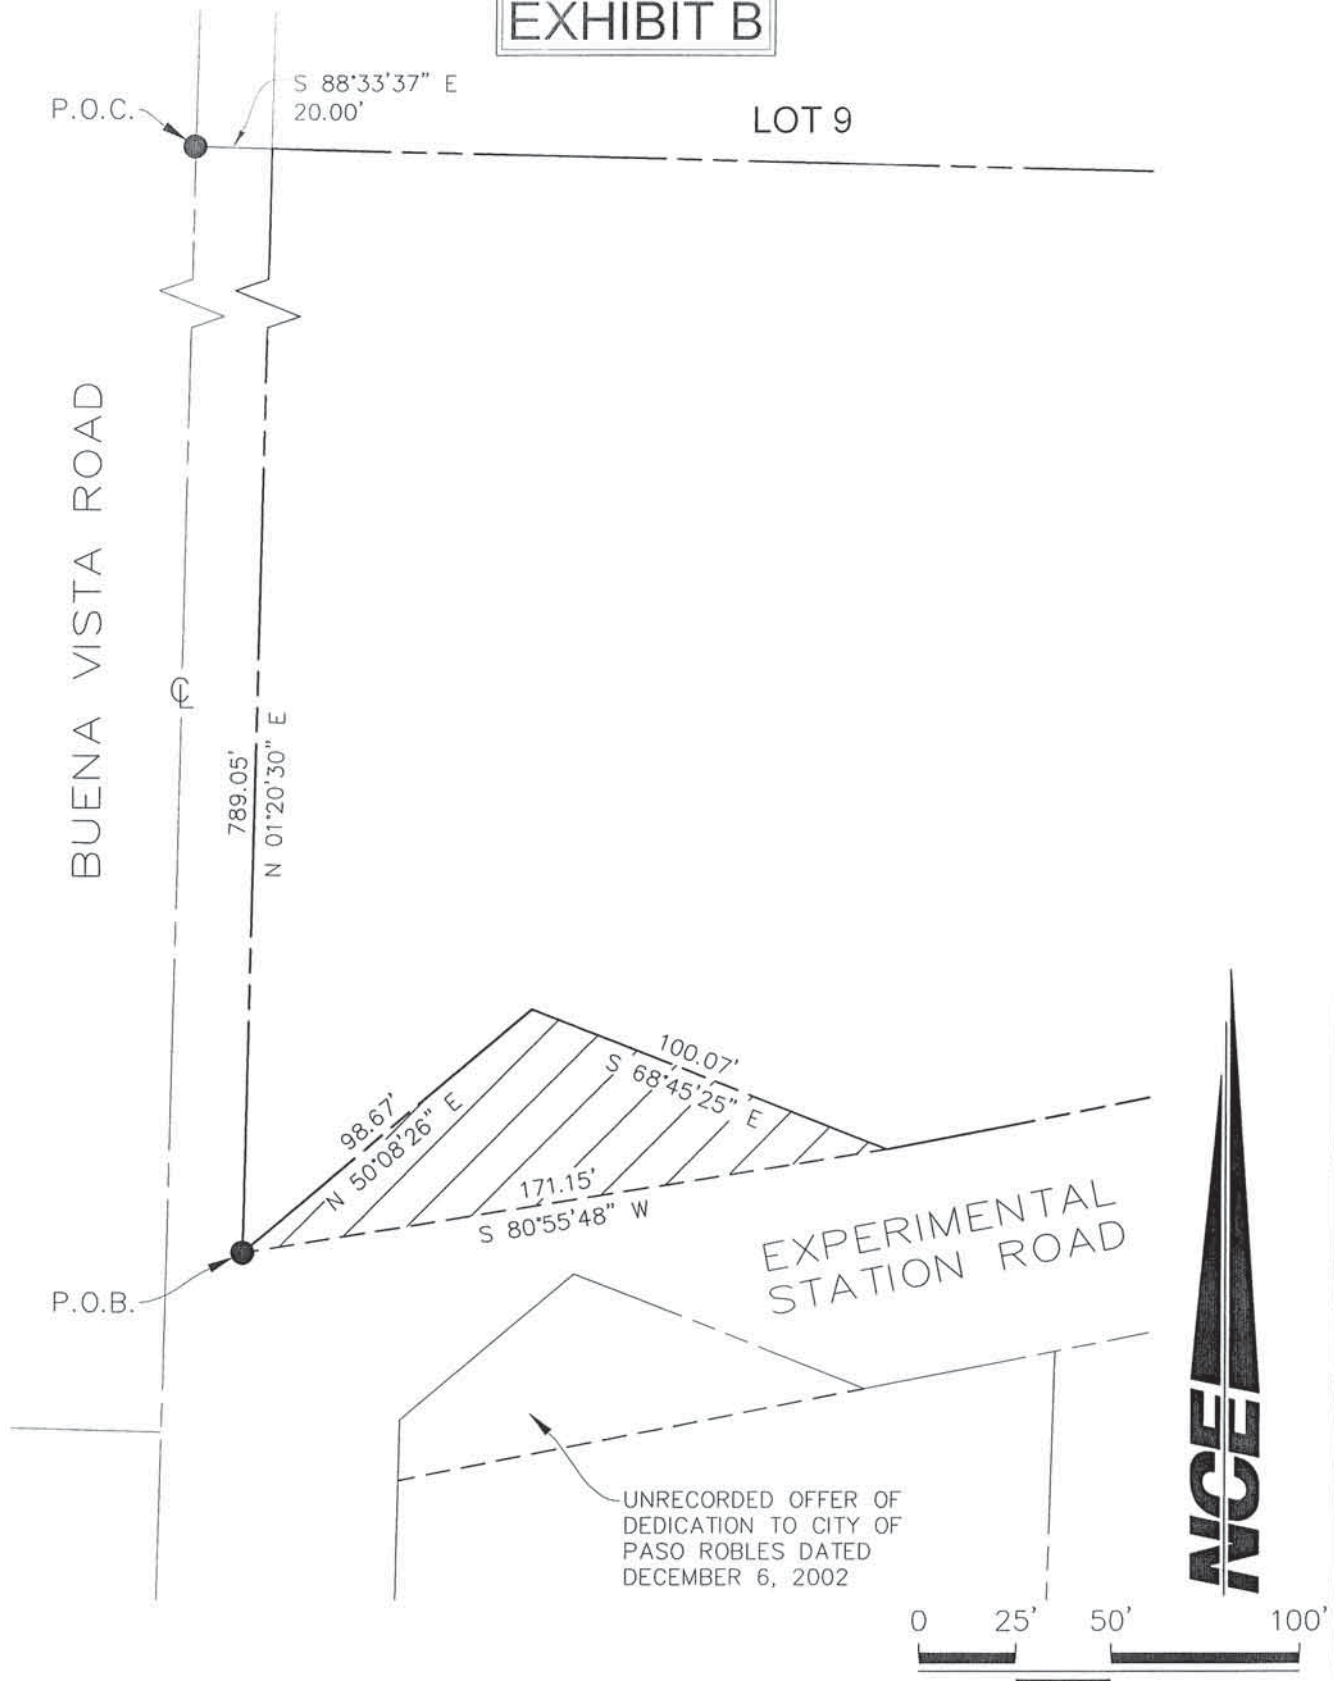 EXHIBIT B
S 88°33'37" E
20.00'
P.O.C.
LOT 9
BUENA VISTA ROAD
℄
789.05'
N 01°20'30" E
100.07'
S 68°45'25" E
98.67'
N 50°08'26" E
171.15'
S 80°55'48" W
EXPERIMENTAL
STATION ROAD
P.O.B.
UNRECORDED OFFER OF
DEDICATION TO CITY OF
PASO ROBLES DATED
DECEMBER 6, 2002
NCE
0 25' 50' 100'